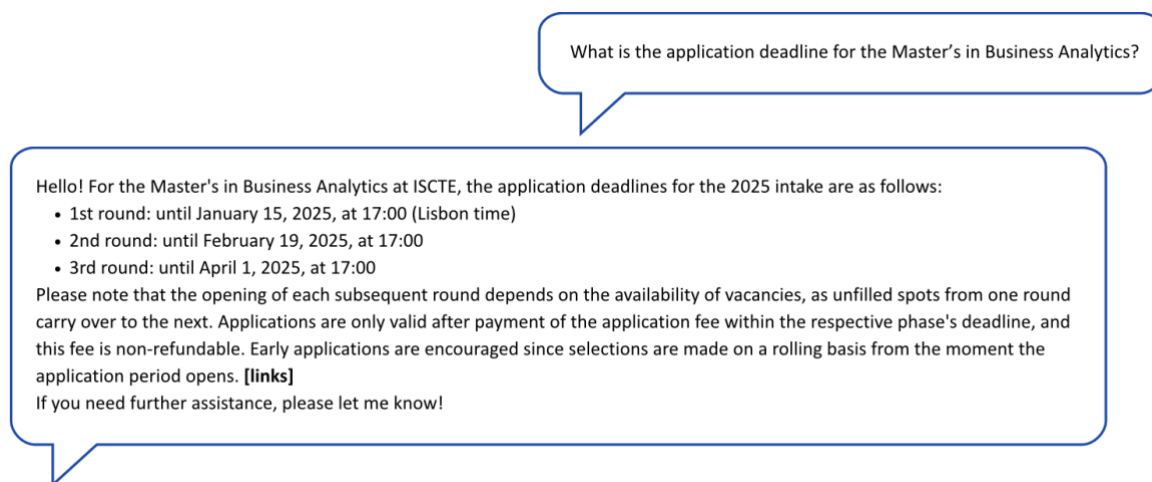 What is the application deadline for the Master’s in Business Analytics?
Hello! For the Master's in Business Analytics at ISCTE, the application deadlines for the 2025 intake are as follows:
• 1st round: until January 15, 2025, at 17:00 (Lisbon time)
• 2nd round: until February 19, 2025, at 17:00
• 3rd round: until April 1, 2025, at 17:00
Please note that the opening of each subsequent round depends on the availability of vacancies, as unfilled spots from one round
carry over to the next. Applications are only valid after payment of the application fee within the respective phase's deadline, and
this fee is non-refundable. Early applications are encouraged since selections are made on a rolling basis from the moment the
application period opens. [links]
If you need further assistance, please let me know!